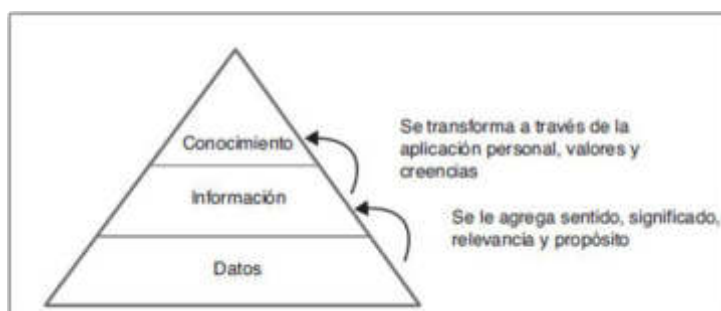 Conocimiento
Se transforma a través de la
aplicación personal, valores y
creencias
Información
Se le agrega sentido, significado,
relevancia y propósito
Datos